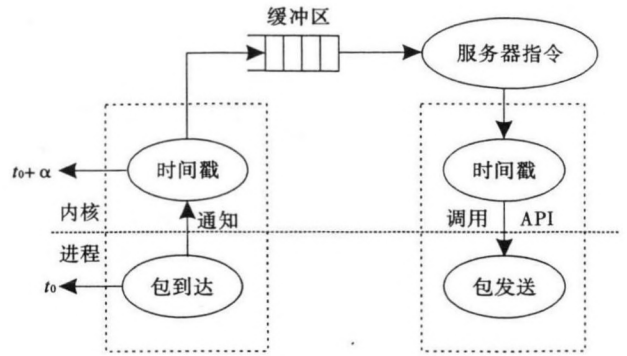 缓冲区
服务器指令
时间戳
时间戳
t₀+ α
内核
通知
调用 API
进程
包到达
包发送
t₀